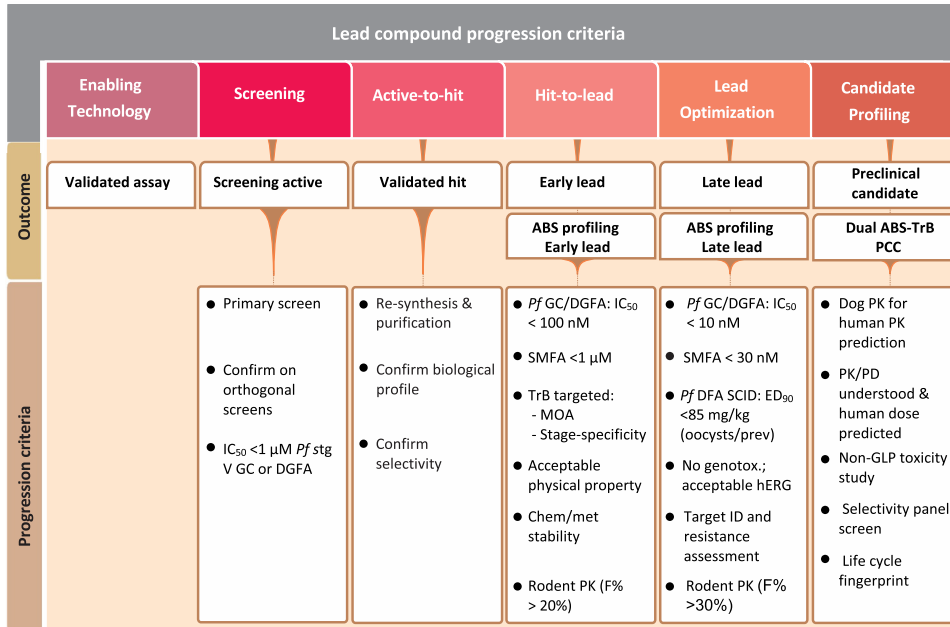 Lead compound progression criteria
Enabling
Technology
Screening
Active-to-hit
Hit-to-lead
Lead
Optimization
Candidate
Profiling
Outcome
Validated assay
Screening active
Validated hit
Early lead
Late lead
Preclinical
candidate
ABS profiling
Early lead
ABS profiling
Late lead
Dual ABS-TrB
PCC
Progression criteria
● Primary screen
● Confirm on
orthogonal
screens
● IC50 <1 µM Pf stg
V GC or DGFA
● Re-synthesis &
purification
● Confirm biological
profile
● Confirm
selectivity
● Pf GC/DGFA: IC50
< 100 nM
● SMFA <1 µM
● TrB targeted:
- MOA
- Stage-specificity
● Acceptable
physical property
● Chem/met
stability
● Rodent PK (F%
> 20%)
● Pf GC/DGFA: IC50
< 10 nM
● SMFA < 30 nM
● Pf DFA SCID: ED90
<85 mg/kg
(oocysts/prev)
● No genotox.;
acceptable hERG
● Target ID and
resistance
assessment
● Rodent PK (F%
>30%)
● Dog PK for
human PK
prediction
● PK/PD
understood &
human dose
predicted
● Non-GLP toxicity
study
● Selectivity panel
screen
● Life cycle
fingerprint